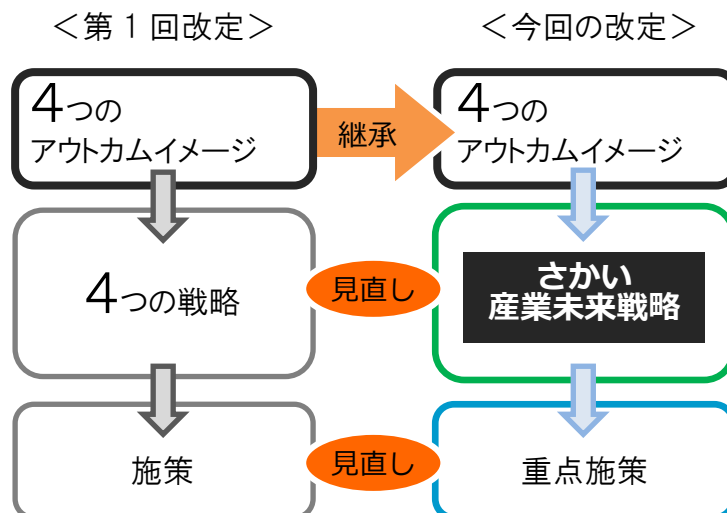 ＜第1回改定＞
＜今回の改定＞
4つの
アウトカムイメージ
継承
4つの
アウトカムイメージ
4つの戦略
見直し
さかい
産業未来戦略
施策
見直し
重点施策